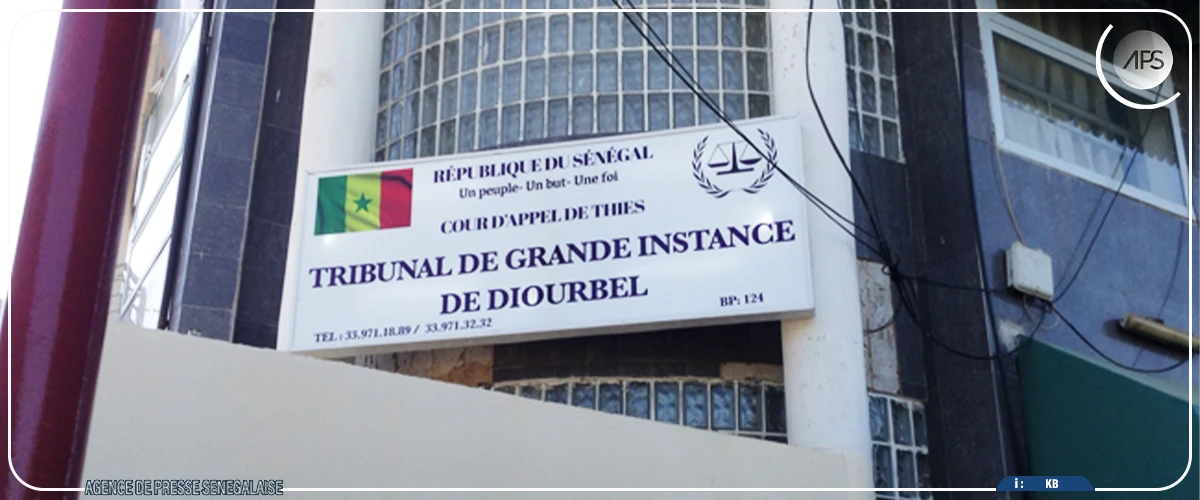 APS
RÉPUBLIQUE DU SÉNÉGAL
Un peuple- Un but- Une foi
COUR D'APPEL DE THIES
TRIBUNAL DE GRANDE INSTANCE
DE DIOURBEL
BP: 124
TÉL : 33.971.18.89 / 33.971.32.32
AGENCE DE PRESSE SENEGALAISE
i : KB